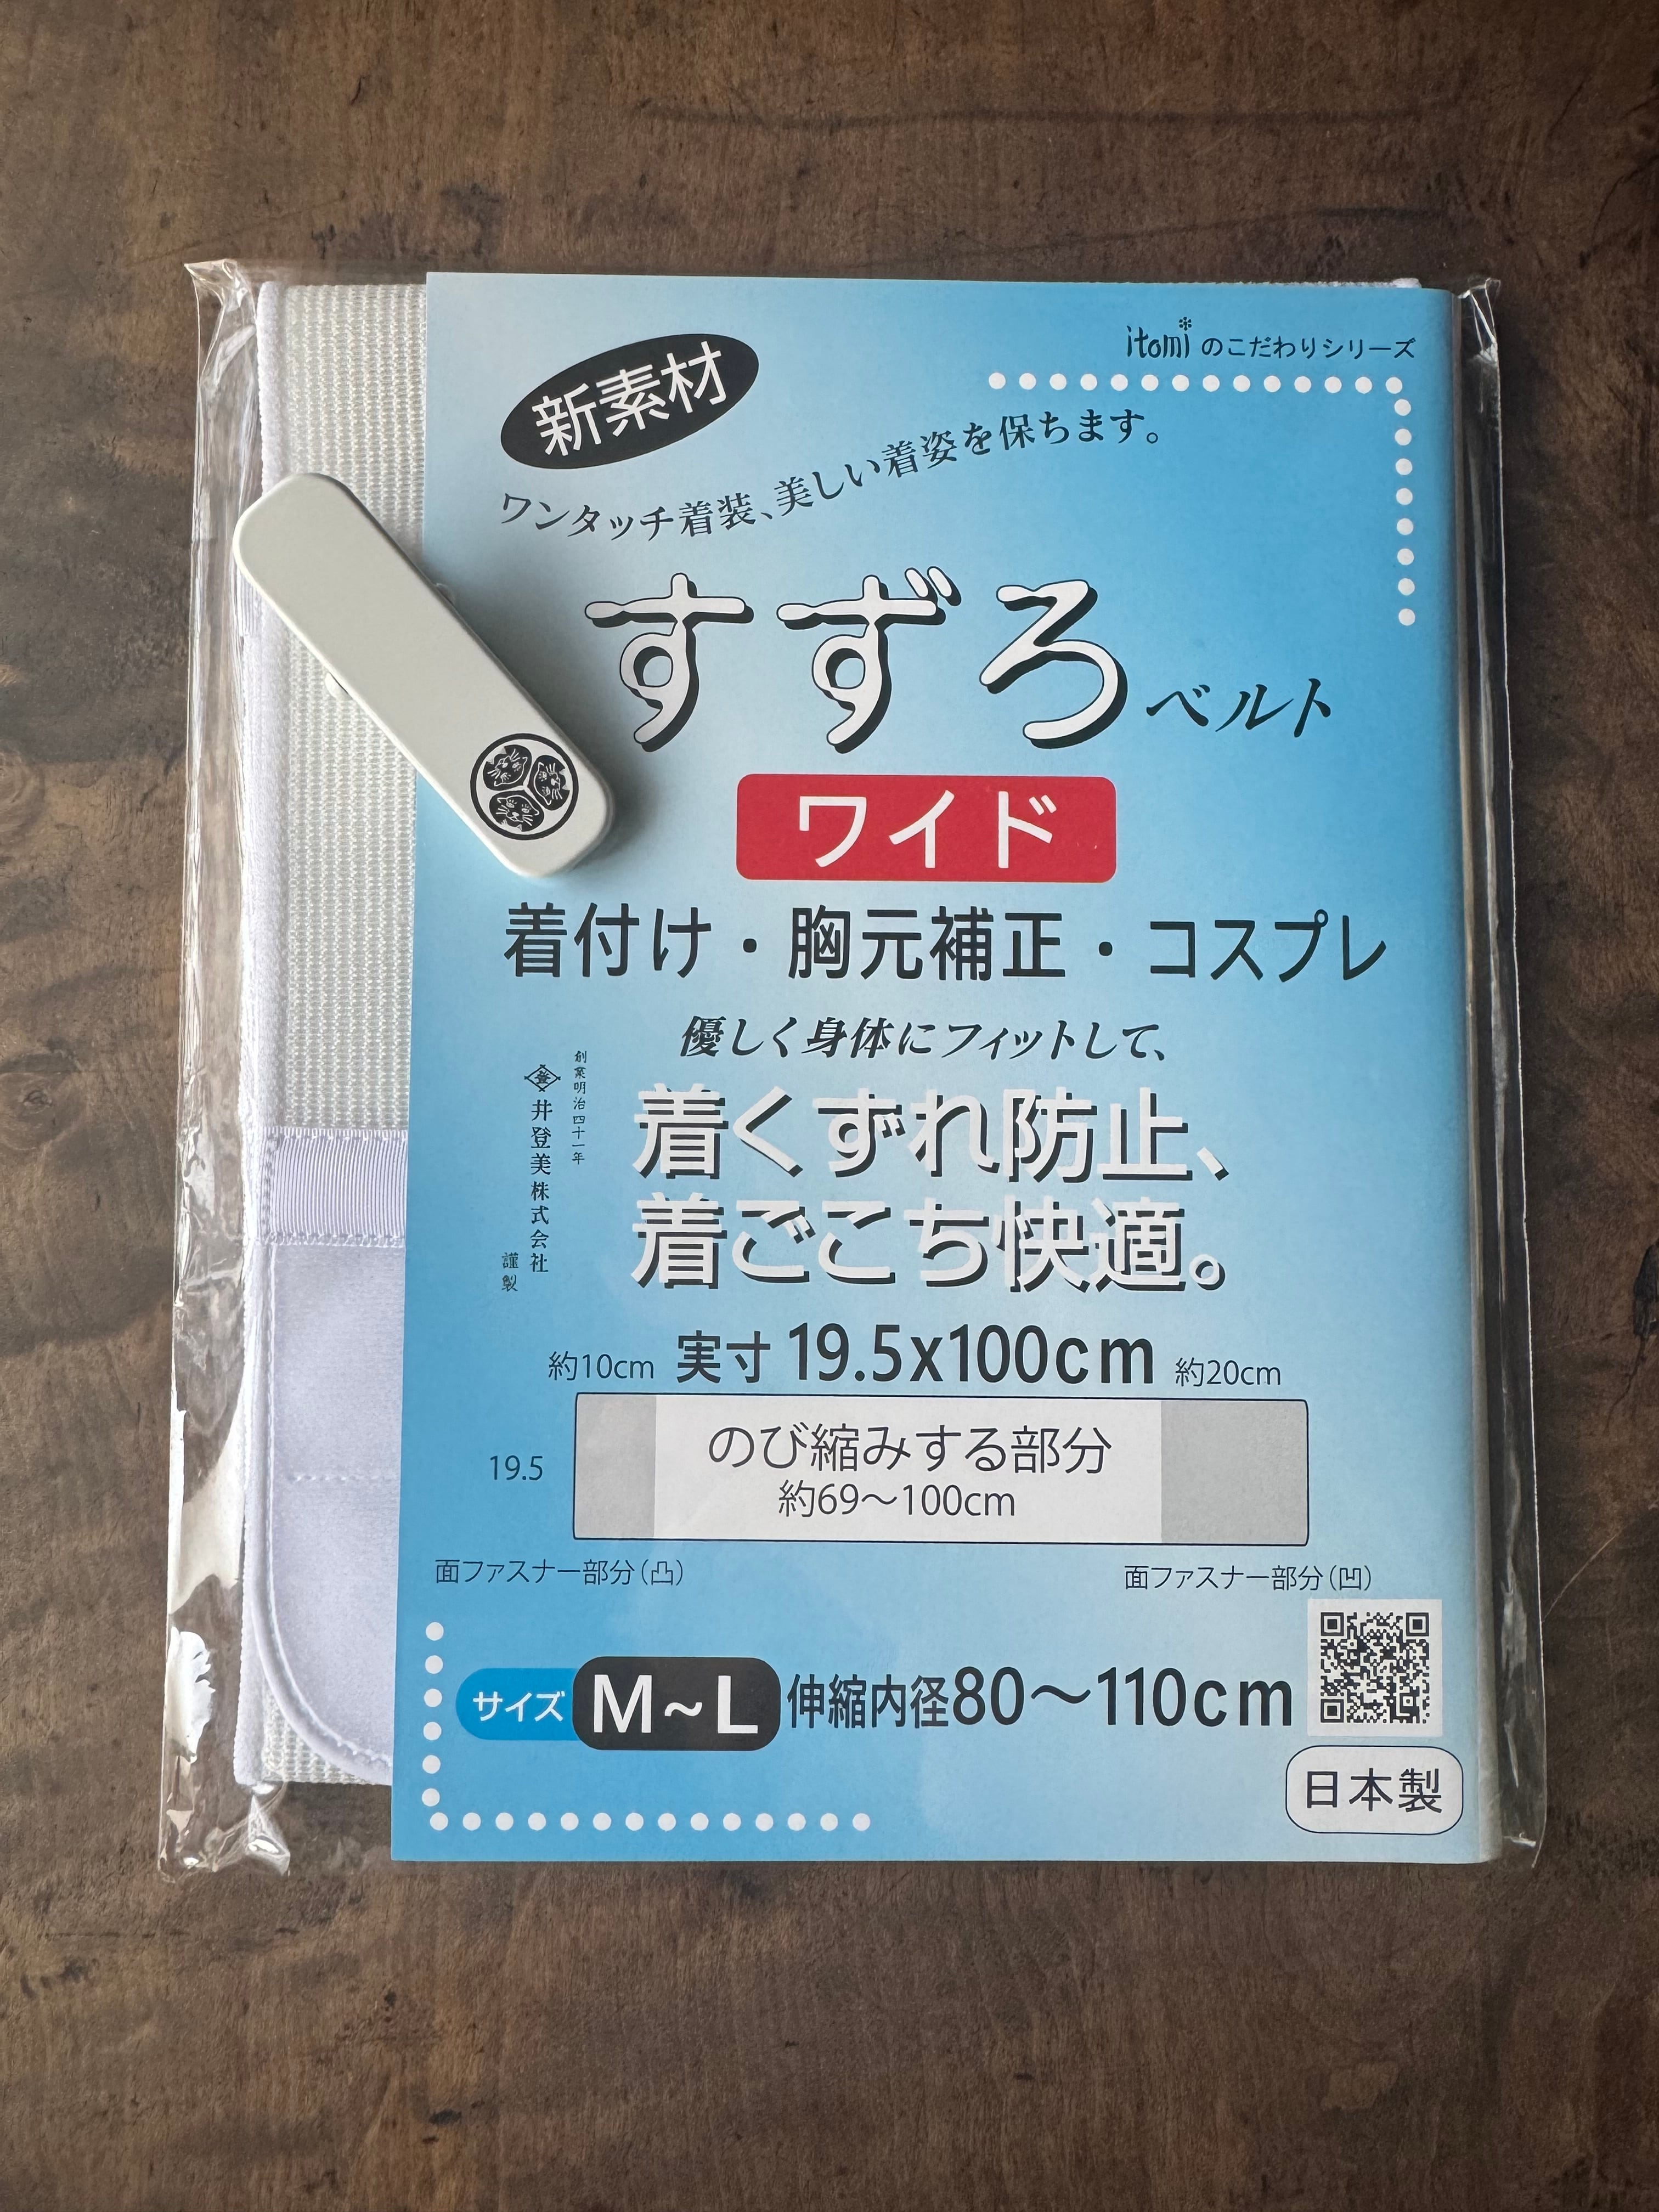 itomi のこだわりシリーズ
新素材
ワンタッチ着装、美しい着姿を保ちます。
すずろベルト
ワイド
着付け・胸元補正・コスプレ
優しく身体にフィットして、
着くずれ防止、
着ごこち快適。
創業明治四十一年
登 井登美株式会社
謹製
実寸 19.5x100cm
約10cm
約20cm
19.5
のび縮みする部分
約69〜100cm
面ファスナー部分(凸)
面ファスナー部分(凹)
サイズ M~L 伸縮内径80〜110cm
日本製